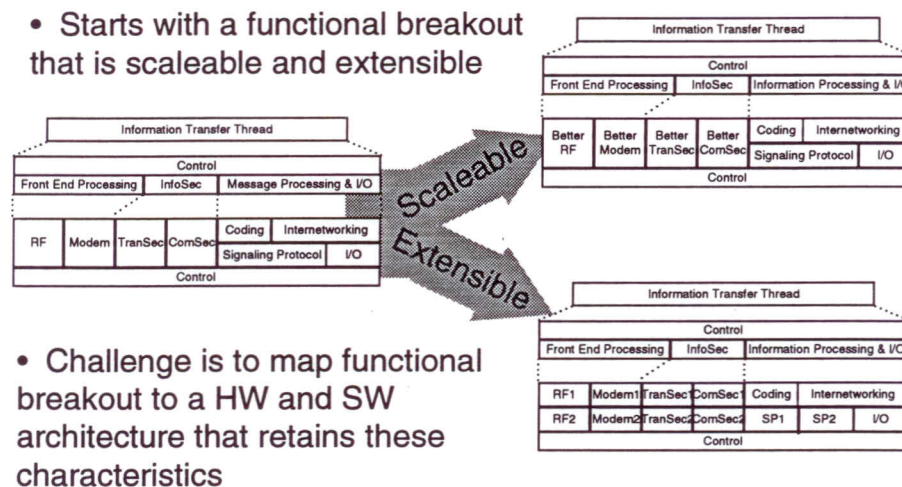 • Starts with a functional breakout
that is scaleable and extensible
Information Transfer Thread
Control
Front End Processing InfoSec Message Processing & I/O
RF Modem TranSec ComSec Coding Internetworking
Signaling Protocol I/O
Control
Scaleable
Extensible
Information Transfer Thread
Control
Front End Processing InfoSec Information Processing & I/O
Better RF Better Modem Better TranSec Better ComSec Coding Internetworking
Signaling Protocol I/O
Control
Information Transfer Thread
Control
Front End Processing InfoSec Information Processing & I/O
RF1 Modem1 TranSec1 ComSec1 Coding Internetworking
RF2 Modem2 TranSec2 ComSec2 SP1 SP2 I/O
Control
• Challenge is to map functional
breakout to a HW and SW
architecture that retains these
characteristics